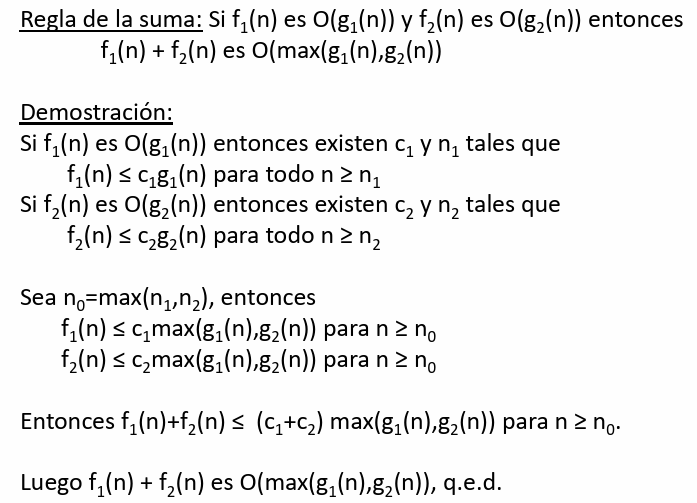 Regla de la suma: Si f₁(n) es O(g₁(n)) y f₂(n) es O(g₂(n)) entonces
f₁(n) + f₂(n) es O(max(g₁(n),g₂(n))
Demostración:
Si f₁(n) es O(g₁(n)) entonces existen c₁ y n₁ tales que
f₁(n) ≤ c₁g₁(n) para todo n ≥ n₁
Si f₂(n) es O(g₂(n)) entonces existen c₂ y n₂ tales que
f₂(n) ≤ c₂g₂(n) para todo n ≥ n₂
Sea n₀=max(n₁,n₂), entonces
f₁(n) ≤ c₁max(g₁(n),g₂(n)) para n ≥ n₀
f₂(n) ≤ c₂max(g₁(n),g₂(n)) para n ≥ n₀
Entonces f₁(n)+f₂(n) ≤ (c₁+c₂) max(g₁(n),g₂(n)) para n ≥ n₀.
Luego f₁(n) + f₂(n) es O(max(g₁(n),g₂(n)), q.e.d.